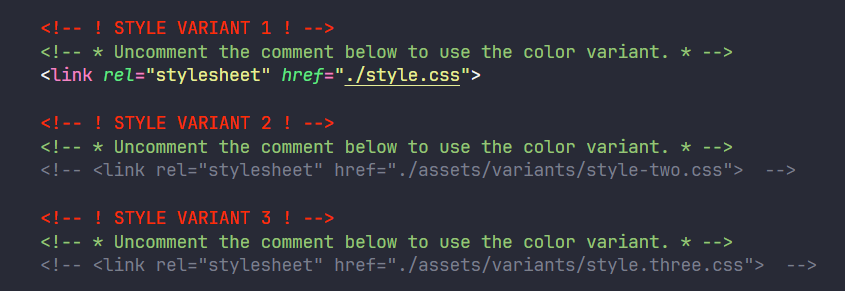 <!-- ! STYLE VARIANT 1 ! -->
<!-- * Uncomment the comment below to use the color variant. * -->
<link rel="stylesheet" href="./style.css">
<!-- ! STYLE VARIANT 2 ! -->
<!-- * Uncomment the comment below to use the color variant. * -->
<!-- <link rel="stylesheet" href="./assets/variants/style-two.css">  -->
<!-- ! STYLE VARIANT 3 ! -->
<!-- * Uncomment the comment below to use the color variant. * -->
<!-- <link rel="stylesheet" href="./assets/variants/style.three.css">  -->